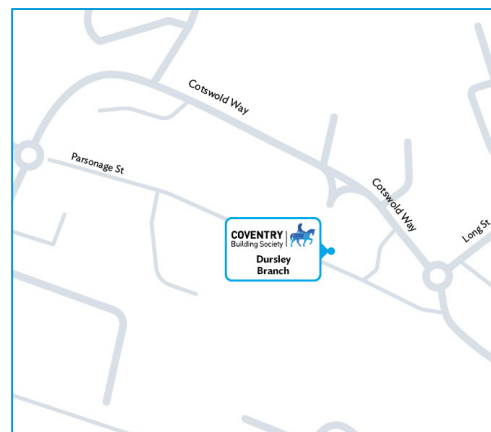 Cotswold Way
Parsonage St
Cotswold Way
Long St
COVENTRY
Building Society
Dursley
Branch